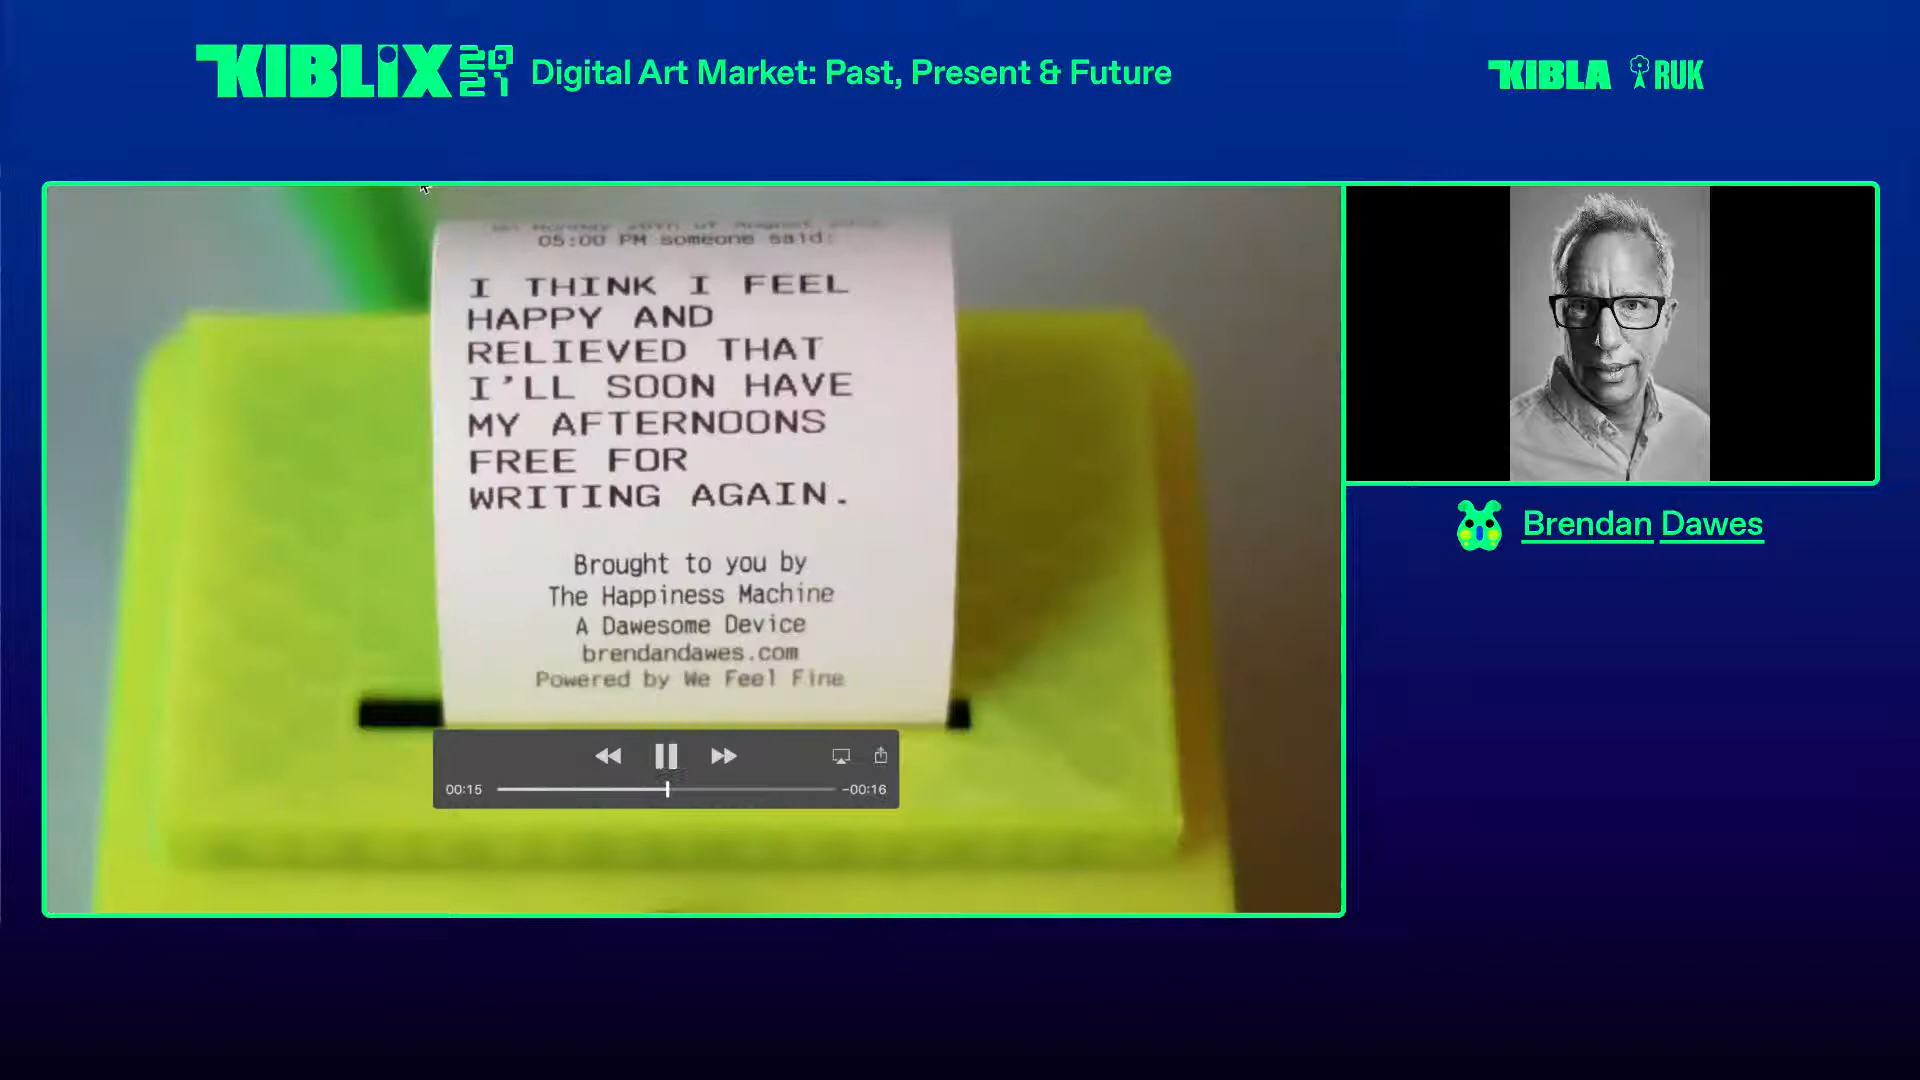 KIBLIX 2021 Digital Art Market: Past, Present & Future
KIBLA RUK
05:00 PM someone said:
I THINK I FEEL
HAPPY AND
RELIEVED THAT
I'LL SOON HAVE
MY AFTERNOONS
FREE FOR
WRITING AGAIN.
Brought to you by
The Happiness Machine
A Dawesome Device
brendandawes.com
Powered by We Feel Fine
00:15 -00:16
Brendan Dawes